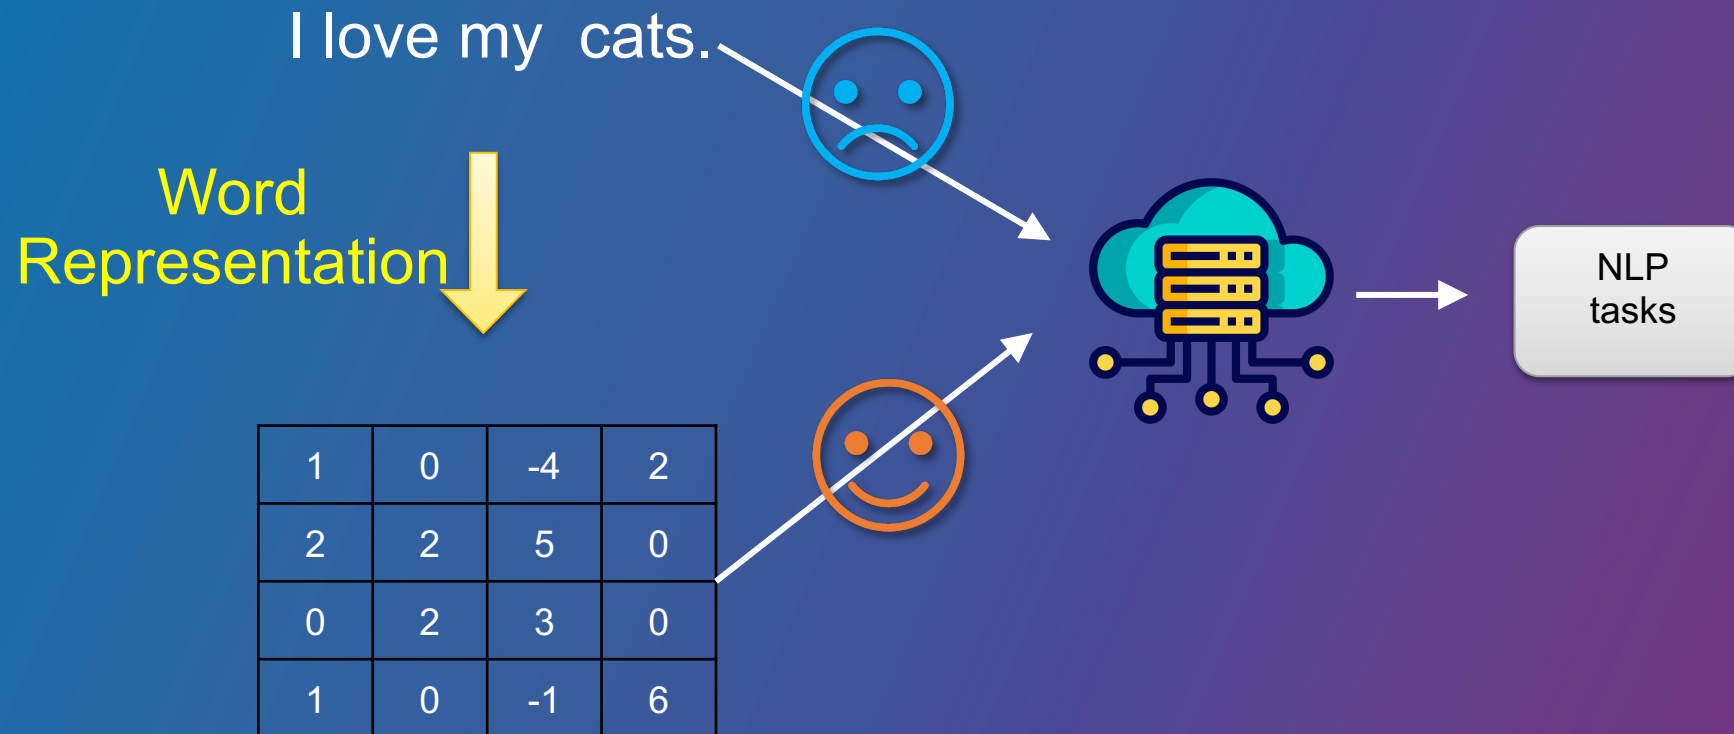 I love my  cats.
Word
Representation
NLP
tasks
1 0 -4 2
2 2 5 0
0 2 3 0
1 0 -1 6